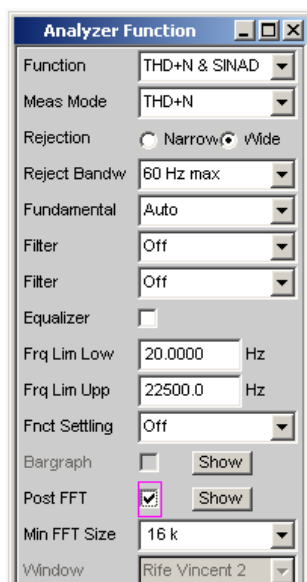 Analyzer Function
Function THD+N & SINAD
Meas Mode THD+N
Rejection Narrow Wide
Reject Bandw 60 Hz max
Fundamental Auto
Filter Off
Filter Off
Equalizer
Frq Lim Low 20.0000 Hz
Frq Lim Upp 22500.0 Hz
Fnct Settling Off
Bargraph Show
Post FFT Show
Min FFT Size 16 k
Window Rife Vincent 2